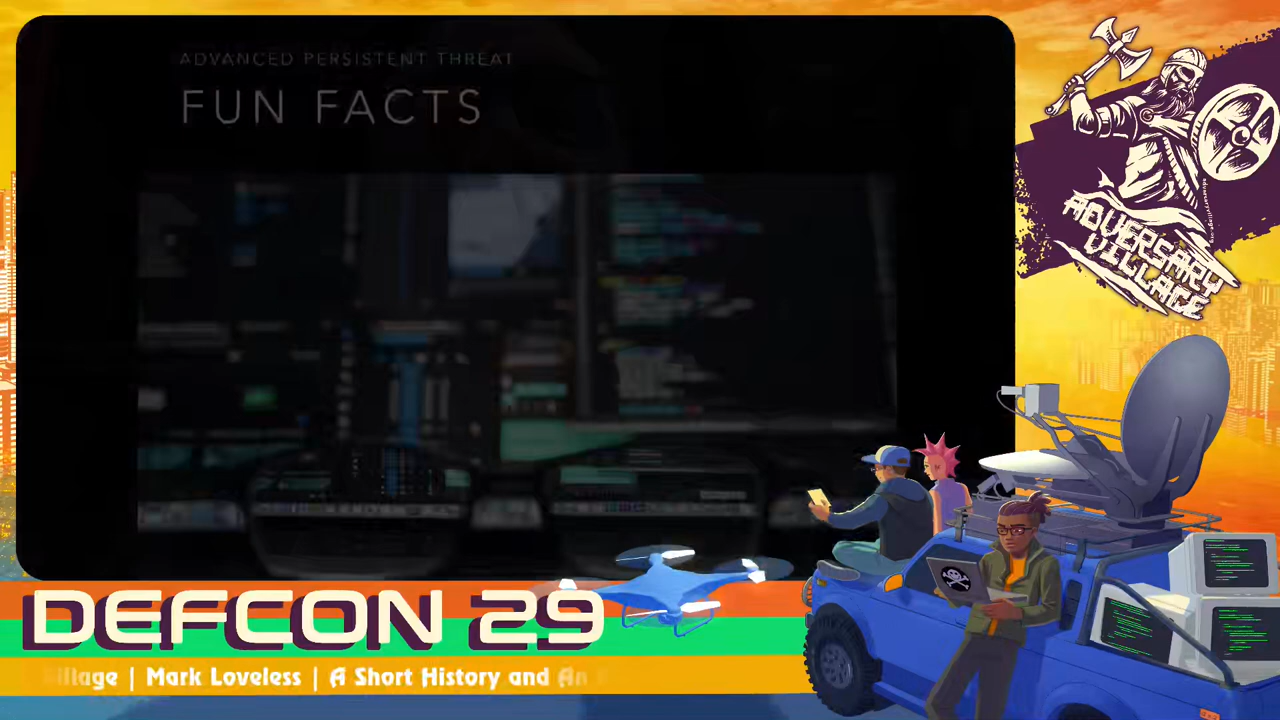 ADVANCED PERSISTENT THREAT
FUN FACTS
ADVERSARY
VILLAGE
DEFCON 29
illage | Mark Loveless | A Short History and An